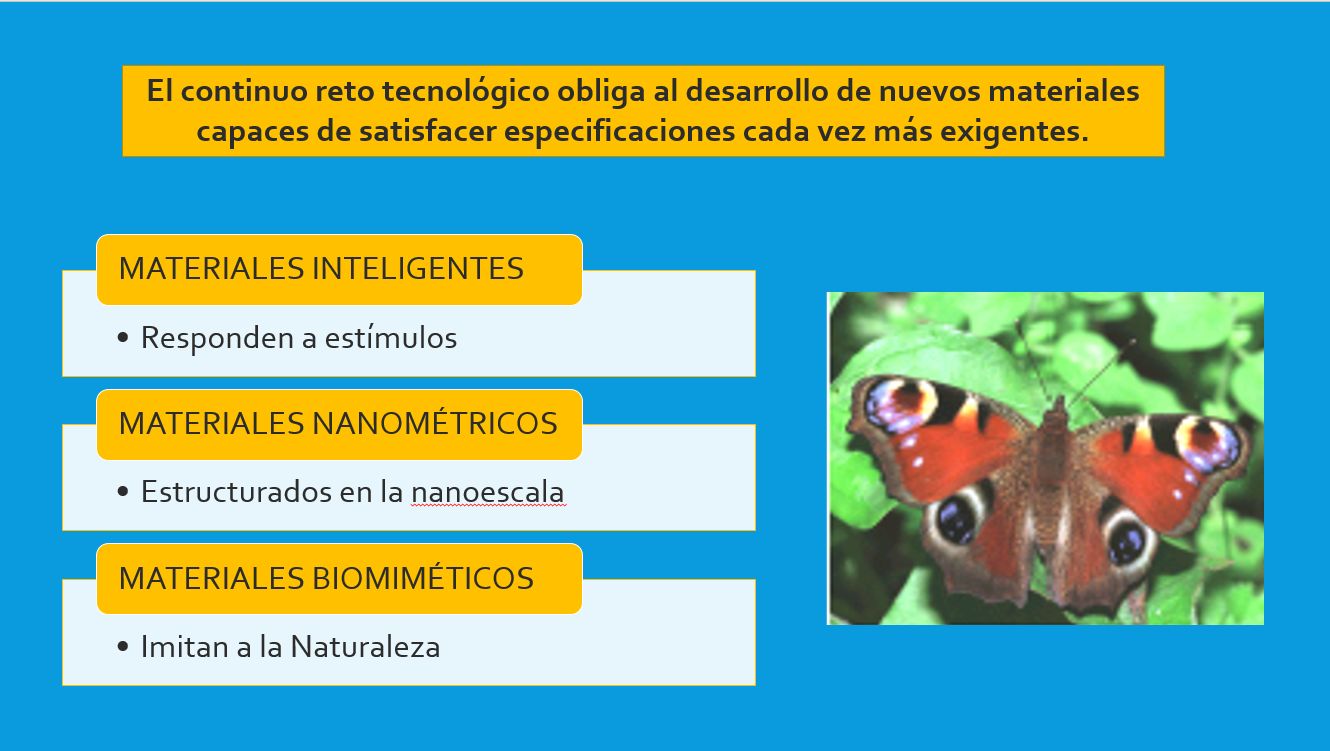 El continuo reto tecnológico obliga al desarrollo de nuevos materiales
capaces de satisfacer especificaciones cada vez más exigentes.
MATERIALES INTELIGENTES
• Responden a estímulos
MATERIALES NANOMÉTRICOS
• Estructurados en la nanoescala
MATERIALES BIOMIMÉTICOS
• Imitan a la Naturaleza